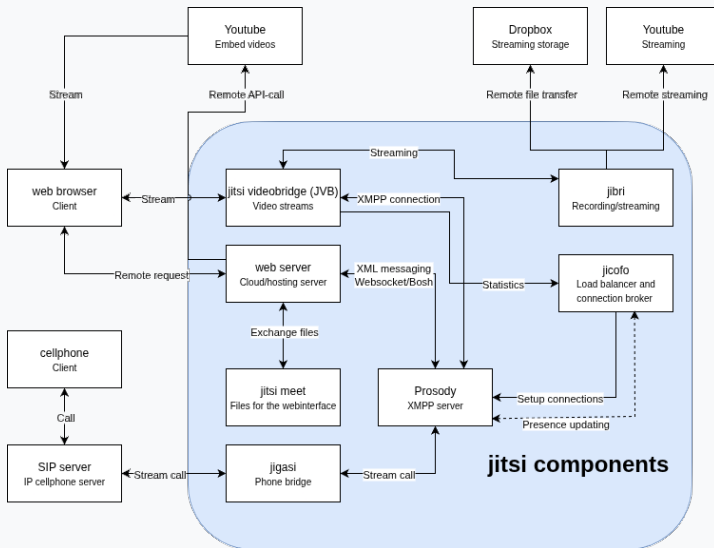 Youtube
Embed videos
Dropbox
Streaming storage
Youtube
Streaming
Stream
Remote API-call
Remote file transfer
Remote streaming
Streaming
web browser
Client
Stream
jitsi videobridge (JVB)
Video streams
XMPP connection
jibri
Recording/streaming
Remote request
web server
Cloud/hosting server
XML messaging
Websocket/Bosh
Statistics
jicofo
Load balancer and
connection broker
Exchange files
cellphone
Client
jitsi meet
Files for the webinterface
Prosody
XMPP server
Setup connections
Presence updating
Call
SIP server
IP cellphone server
Stream call
jigasi
Phone bridge
Stream call
jitsi components